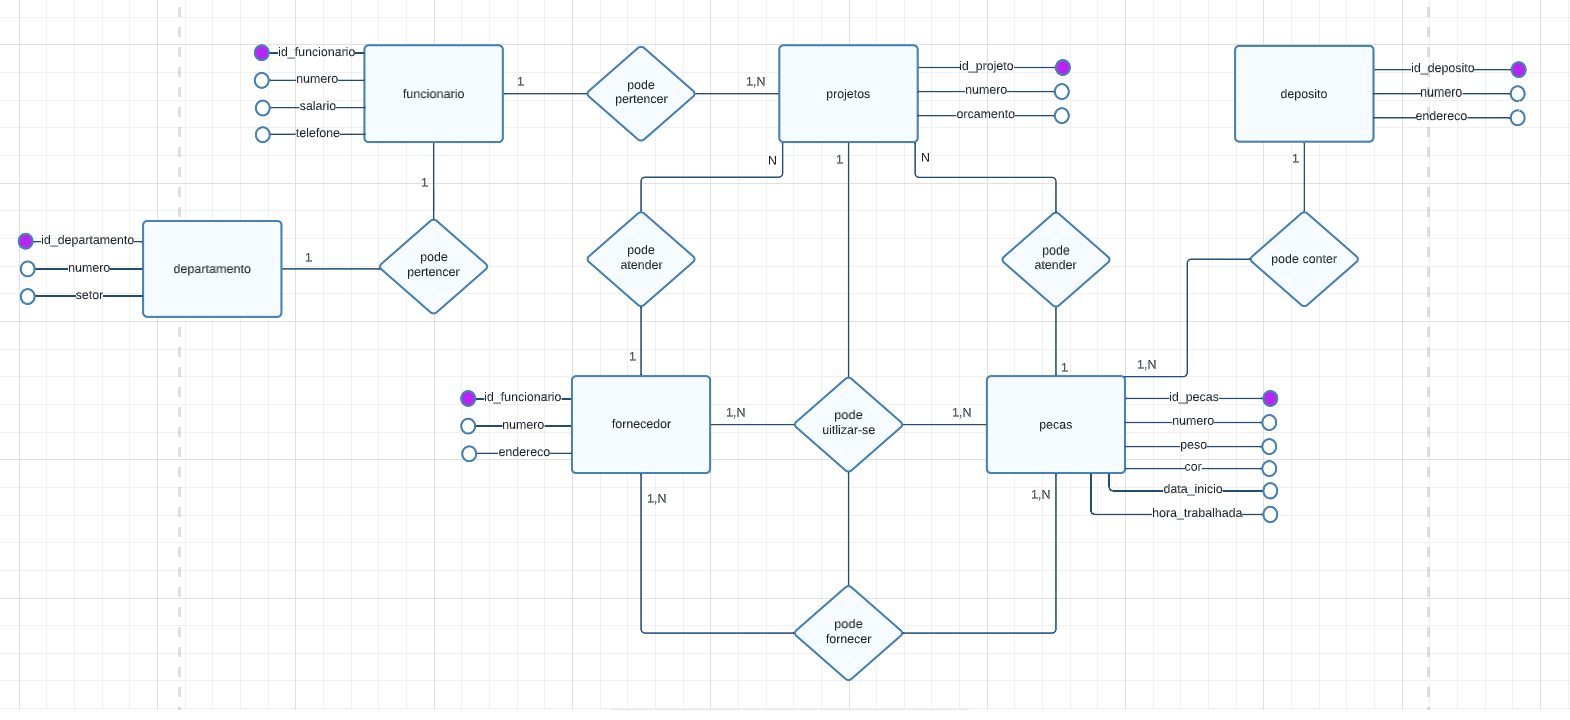 id_funcionario
numero
salario
telefone
funcionario
1
pode
pertencer
1,N
projetos
id_projeto
numero
orcamento
deposito
id_deposito
numero
endereco
1
N
1
N
1
id_departamento
numero
setor
departamento
1
pode
pertencer
pode
atender
pode
atender
pode conter
1
1
1,N
id_funcionario
numero
endereco
fornecedor
1,N
pode
uitlizar-se
1,N
pecas
id_pecas
numero
peso
cor
data_inicio
hora_trabalhada
1,N
1,N
pode
fornecer